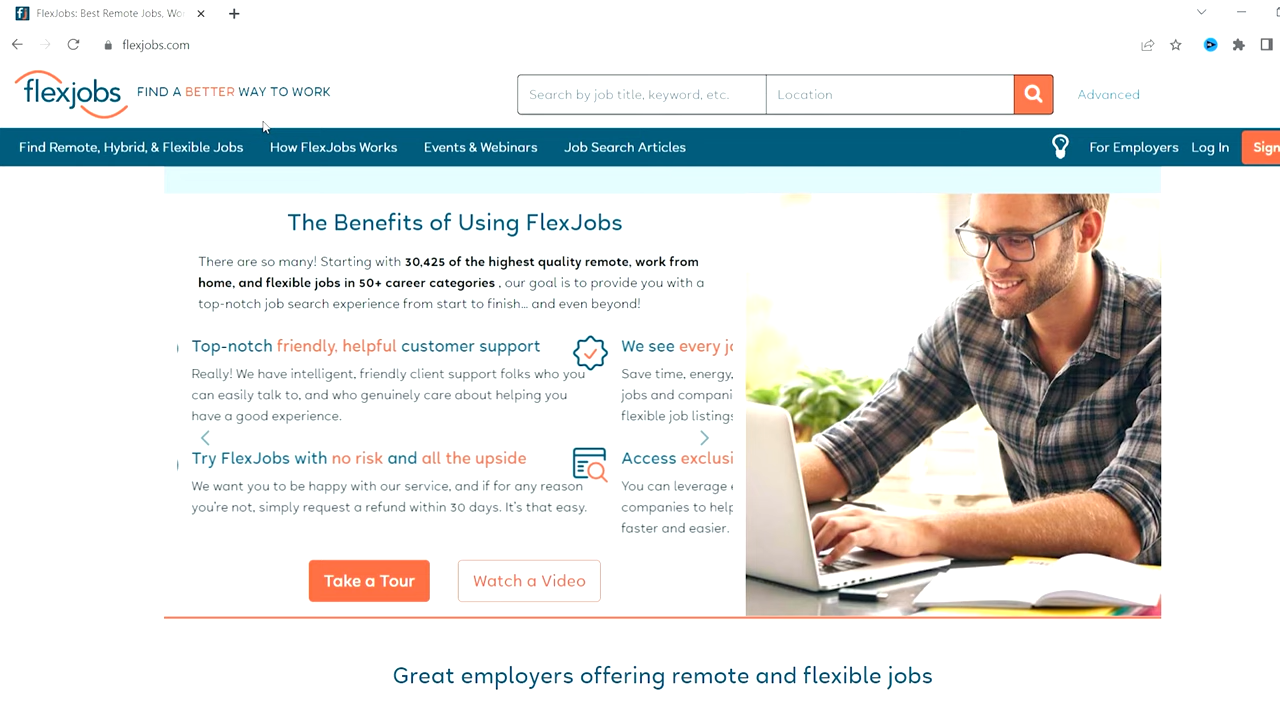 FlexJobs: Best Remote Jobs, Wo
flexjobs.com
flexjobs
FIND A BETTER WAY TO WORK
Search by job title, keyword, etc.
Location
Advanced
Find Remote, Hybrid, & Flexible Jobs
How FlexJobs Works
Events & Webinars
Job Search Articles
For Employers
Log In
Sign
The Benefits of Using FlexJobs
There are so many! Starting with 30,425 of the highest quality remote, work from
home, and flexible jobs in 50+ career categories , our goal is to provide you with a
top-notch job search experience from start to finish... and even beyond!
Top-notch friendly, helpful customer support
Really! We have intelligent, friendly client support folks who you
can easily talk to, and who genuinely care about helping you
have a good experience.
We see every jo
Save time, energy,
jobs and compani
flexible job listings
Try FlexJobs with no risk and all the upside
We want you to be happy with our service, and if for any reason
you're not, simply request a refund within 30 days. It's that easy.
Access exclusi
You can leverage
companies to help
faster and easier.
Take a Tour
Watch a Video
Great employers offering remote and flexible jobs